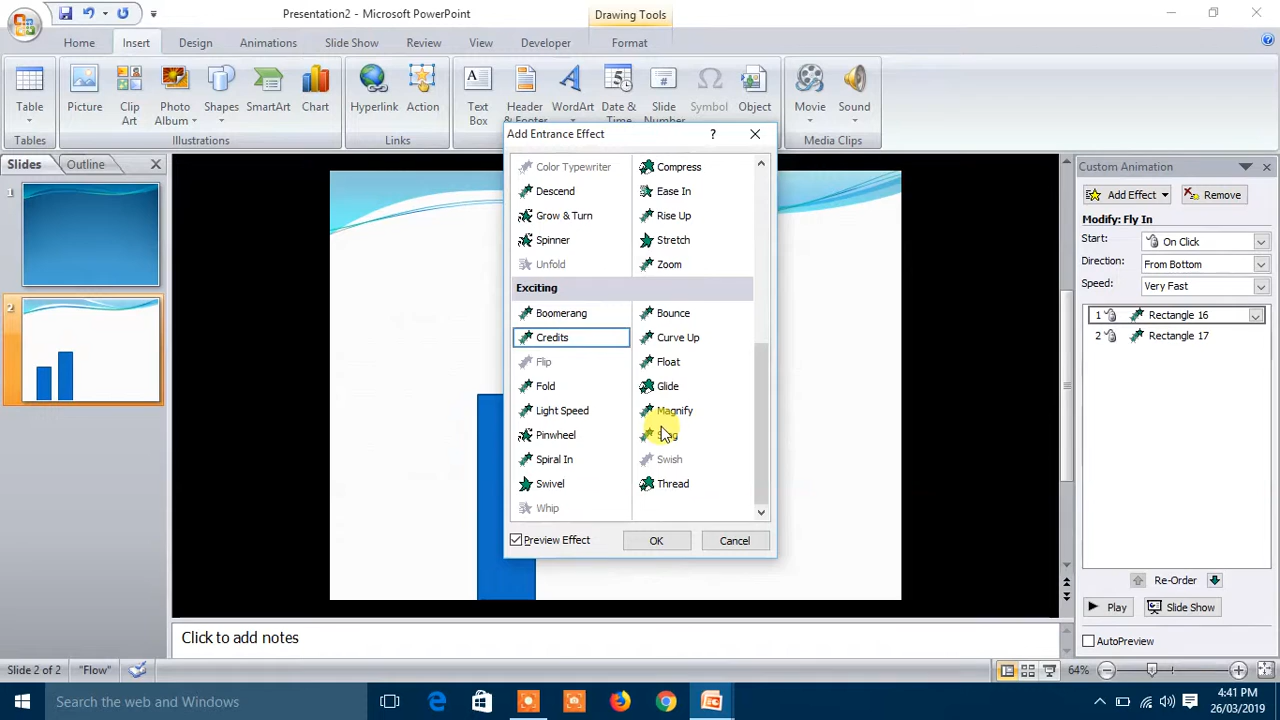 Presentation2 - Microsoft PowerPoint
Drawing Tools
Home Insert Design Animations Slide Show Review View Developer Format
Table
Picture
Clip Art
Photo Album
Shapes
SmartArt
Chart
Hyperlink
Action
Text Box
Header & Footer
WordArt
Date & Time
Slide Number
Symbol
Object
Movie
Sound
Tables
Illustrations
Links
Media Clips
Slides Outline
1
2
Add Entrance Effect ?
Color Typewriter Compress
Descend Ease In
Grow & Turn Rise Up
Spinner Stretch
Unfold Zoom
Exciting
Boomerang Bounce
Credits Curve Up
Flip Float
Fold Glide
Light Speed Magnify
Pinwheel
Spiral In Swish
Swivel Thread
Whip
Preview Effect OK Cancel
Custom Animation
Add Effect Remove
Modify: Fly In
Start: On Click
Direction: From Bottom
Speed: Very Fast
1 Rectangle 16
2 Rectangle 17
Re-Order
Play Slide Show
AutoPreview
Click to add notes
Slide 2 of 2 "Flow" 64%
Search the web and Windows
4:41 PM
26/03/2019